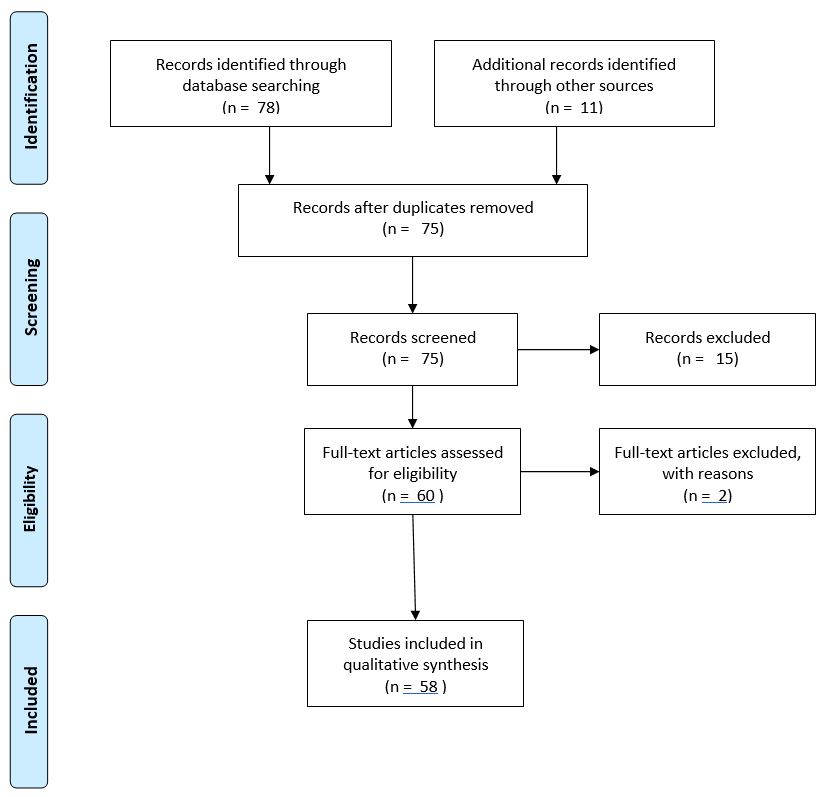 Identification
Records identified through
database searching
(n = 78)
Additional records identified
through other sources
(n = 11)
Records after duplicates removed
(n = 75)
Screening
Records screened
(n = 75)
Records excluded
(n = 15)
Eligibility
Full-text articles assessed
for eligibility
(n = 60 )
Full-text articles excluded,
with reasons
(n = 2)
Included
Studies included in
qualitative synthesis
(n = 58 )